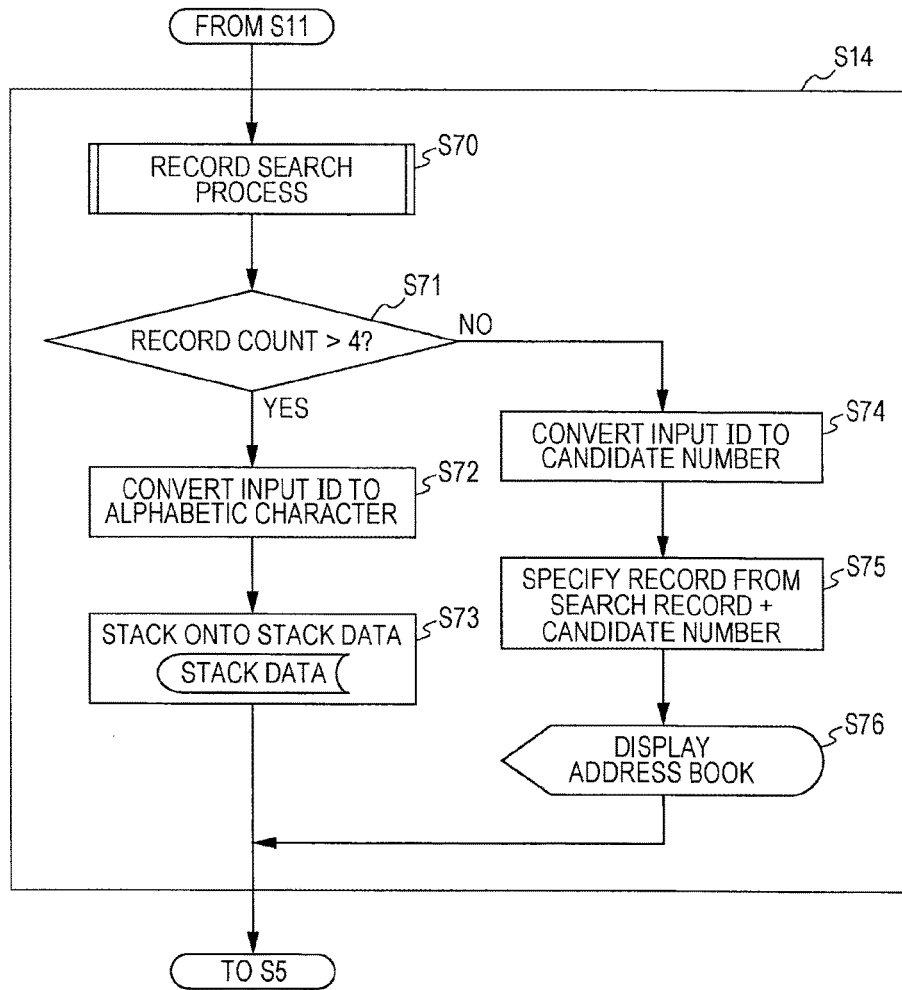 FROM S11
S14
RECORD SEARCH
PROCESS
S70
S71
RECORD COUNT > 4?
NO
YES
S72
CONVERT INPUT ID TO
ALPHABETIC CHARACTER
S73
STACK ONTO STACK DATA
STACK DATA
S74
CONVERT INPUT ID TO
CANDIDATE NUMBER
S75
SPECIFY RECORD FROM
SEARCH RECORD +
CANDIDATE NUMBER
S76
DISPLAY
ADDRESS BOOK
TO S5